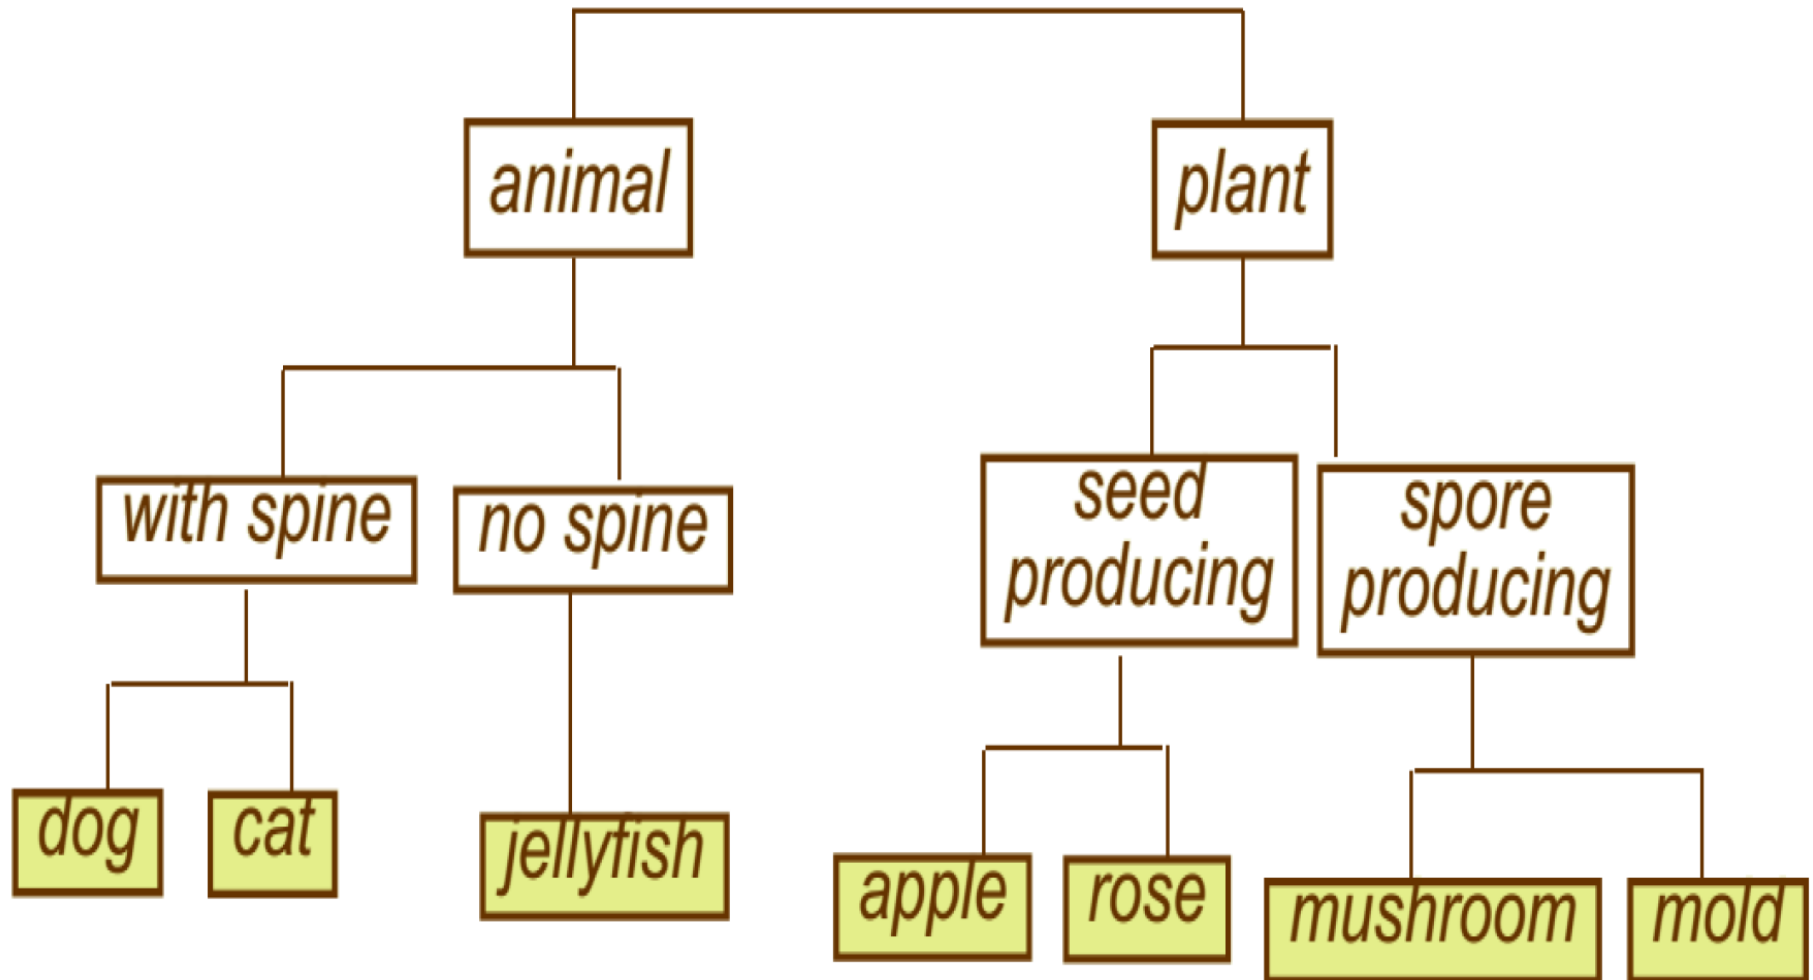 animal
plant
with spine
no spine
seed
producing
spore
producing
dog
cat
jellyfish
apple
rose
mushroom
mold